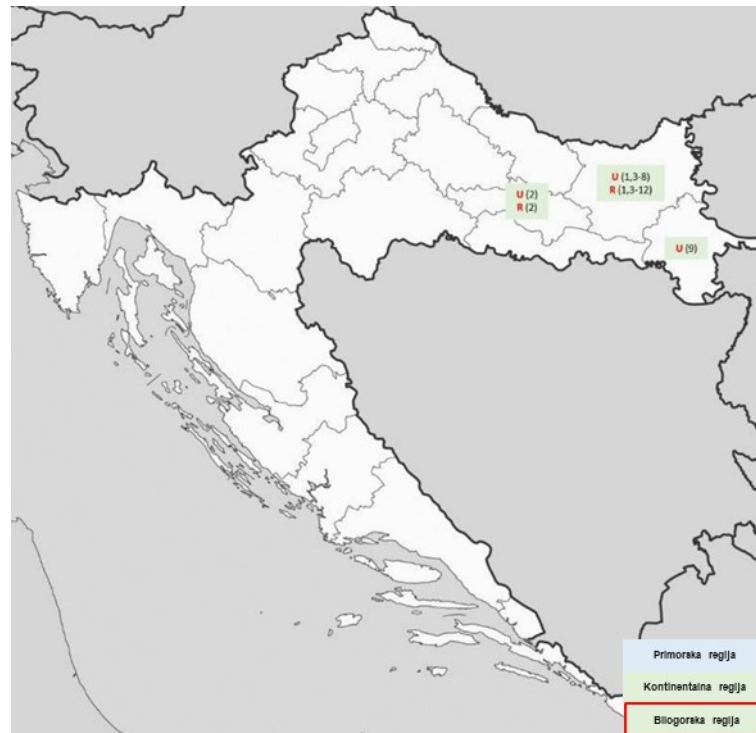 U (1,3-8)
R (1,3-12)
U (2)
R (2)
U (9)
Primorska regija
Kontinentalna regija
Bilogorska regija